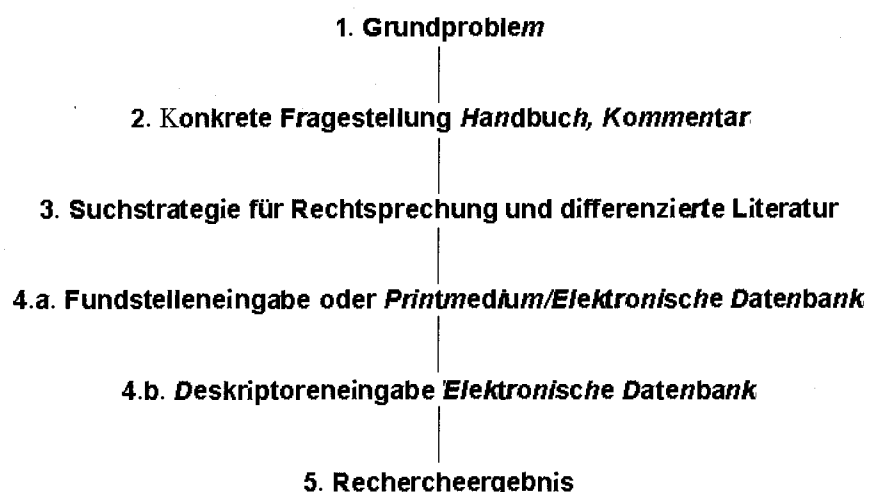 1. Grundproblem
2. Konkrete Fragestellung Handbuch, Kommentar
3. Suchstrategie für Rechtsprechung und differenzierte Literatur
4.a. Fundstelleneingabe oder Printmedium/Elektronische Datenbank
4.b. Deskriptoreneingabe Elektronische Datenbank
5. Rechercheergebnis